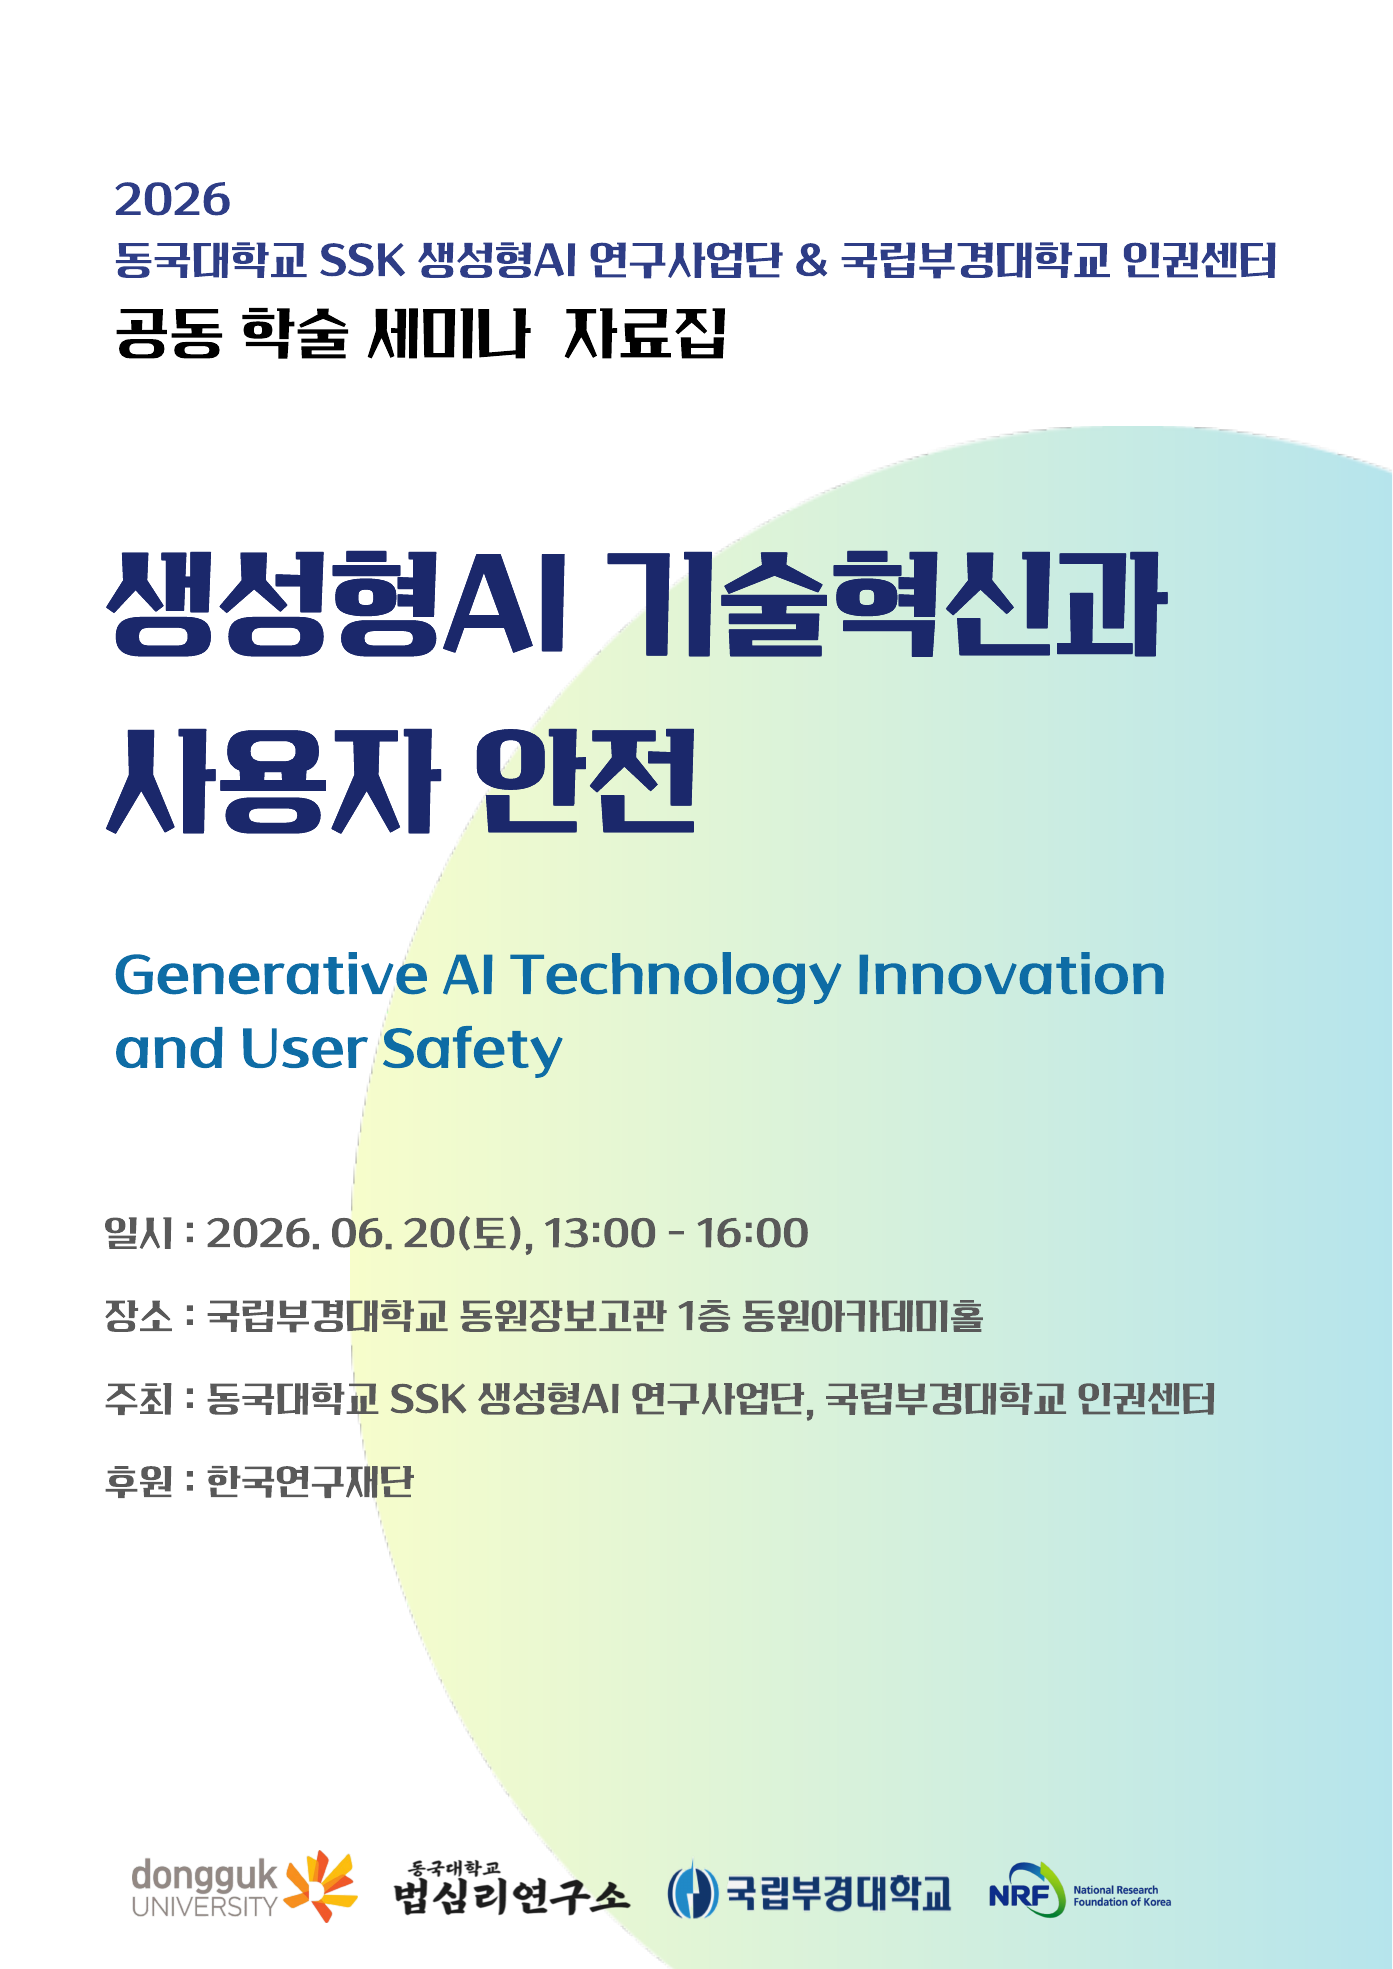 2026
동국대학교 SSK 생성형AI 연구사업단 & 국립부경대학교 인권센터
공동 학술 세미나 자료집
생성형AI 기술혁신과
사용자 안전
Generative AI Technology Innovation
and User Safety
일시 : 2026. 06. 20(토), 13:00 - 16:00
장소 : 국립부경대학교 동원장보고관 1층 동원아카데미홀
주최 : 동국대학교 SSK 생성형AI 연구사업단, 국립부경대학교 인권센터
후원 : 한국연구재단
dongguk
UNIVERSITY
동국대학교
법심리연구소
국립부경대학교
NRF
National Research
Foundation of Korea